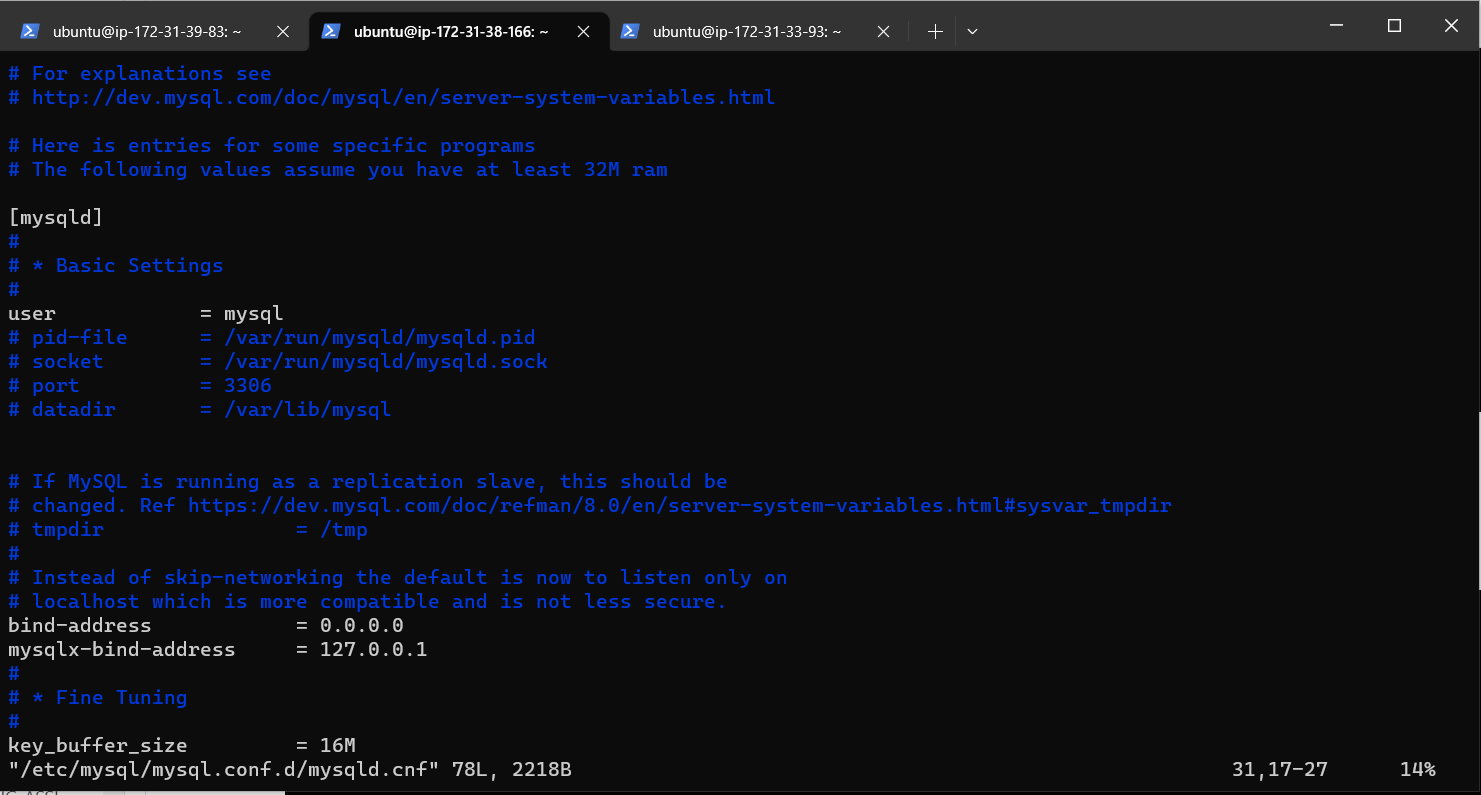 ubuntu@ip-172-31-39-83: ~
ubuntu@ip-172-31-38-166: ~
ubuntu@ip-172-31-33-93: ~
# For explanations see
# http://dev.mysql.com/doc/mysql/en/server-system-variables.html
# Here is entries for some specific programs
# The following values assume you have at least 32M ram
[mysqld]
#
# * Basic Settings
#
user            = mysql
# pid-file      = /var/run/mysqld/mysqld.pid
# socket        = /var/run/mysqld/mysqld.sock
# port          = 3306
# datadir       = /var/lib/mysql
# If MySQL is running as a replication slave, this should be
# changed. Ref https://dev.mysql.com/doc/refman/8.0/en/server-system-variables.html#sysvar_tmpdir
# tmpdir                = /tmp
#
# Instead of skip-networking the default is now to listen only on
# localhost which is more compatible and is not less secure.
bind-address            = 0.0.0.0
mysqlx-bind-address     = 127.0.0.1
#
# * Fine Tuning
#
key_buffer_size         = 16M
"/etc/mysql/mysql.conf.d/mysqld.cnf" 78L, 2218B 31,17-27 14%